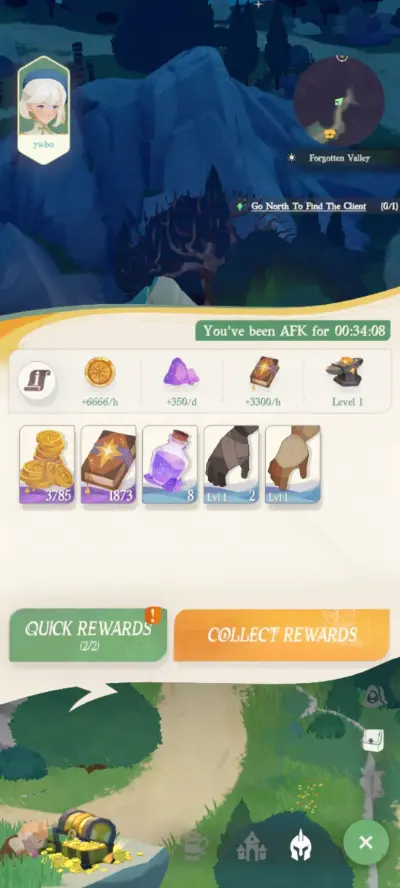 ywbo
Forgotten Valley
Go North To Find The Client (0/1)
You've been AFK for 00:34:08
+6666/h
+350/d
+3300/h
Level 1
3785
1873
8
Lvl 1 2
Lvl 1
QUICK REWARDS
(2/2)
!
COLLECT REWARDS